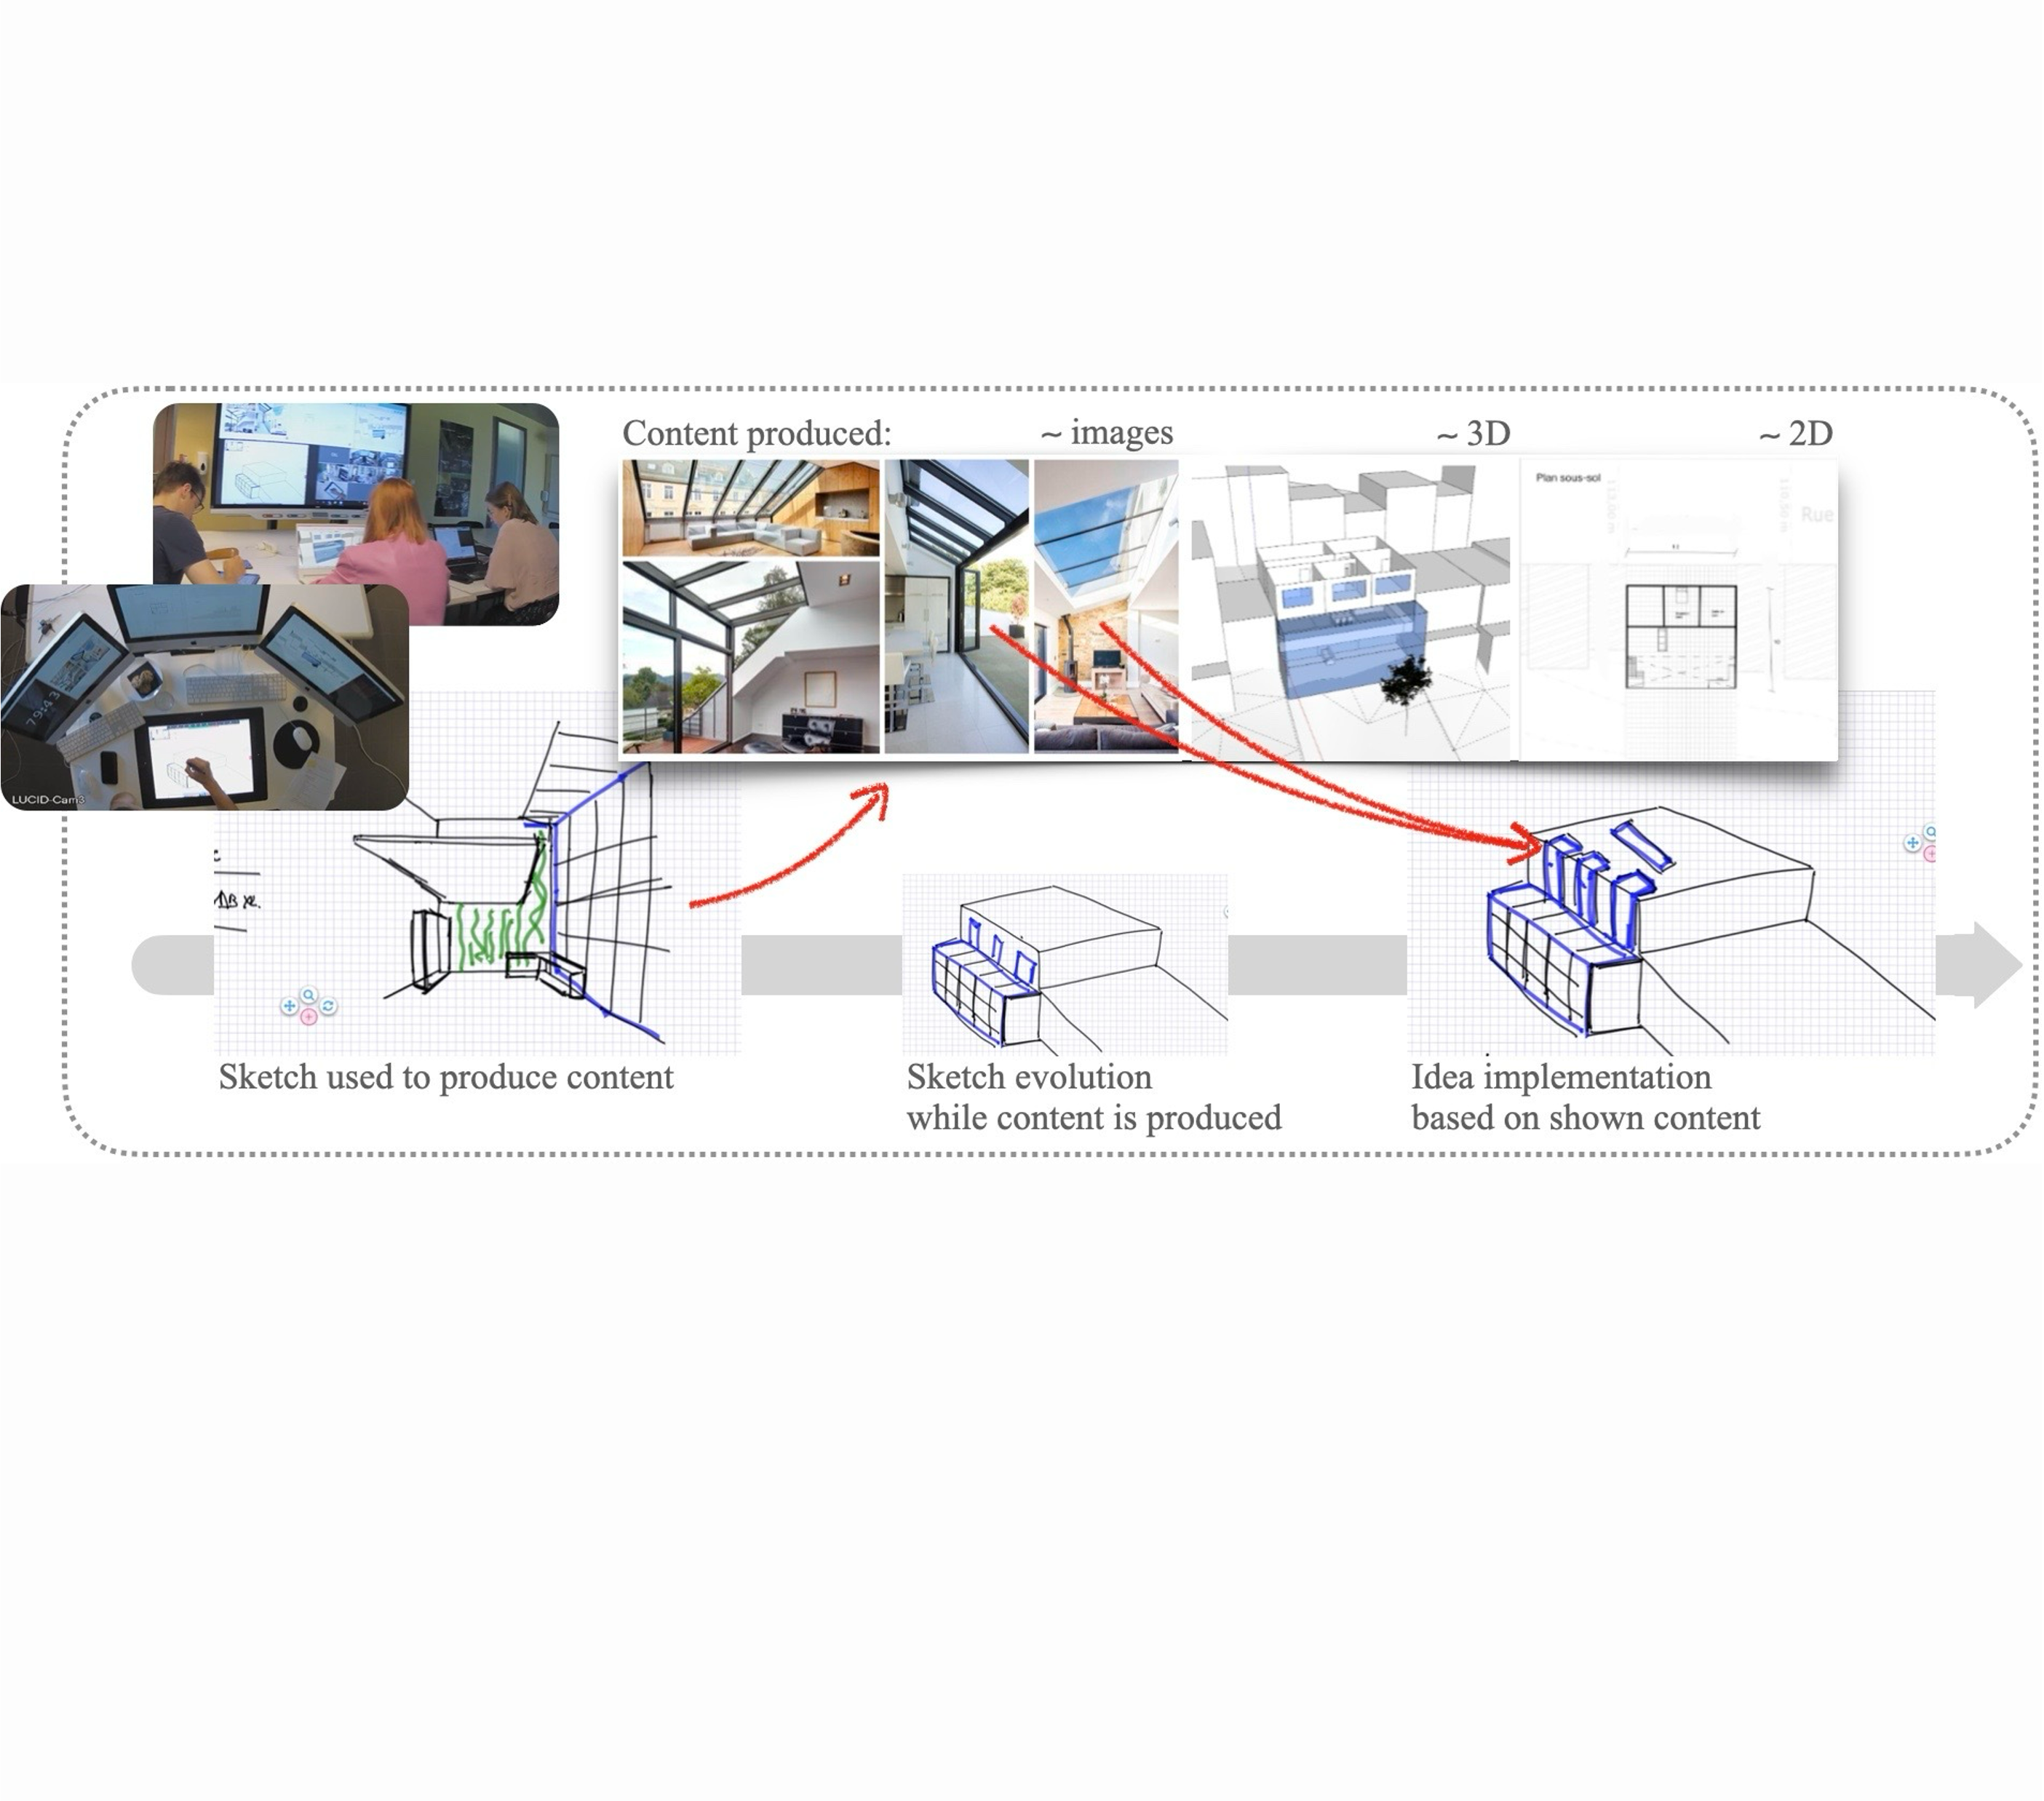 Content produced:
~ images
~ 3D
~ 2D
Plan sous-sol
Rue
LUCID-Cam3
Sketch used to produce content
Sketch evolution
while content is produced
Idea implementation
based on shown content